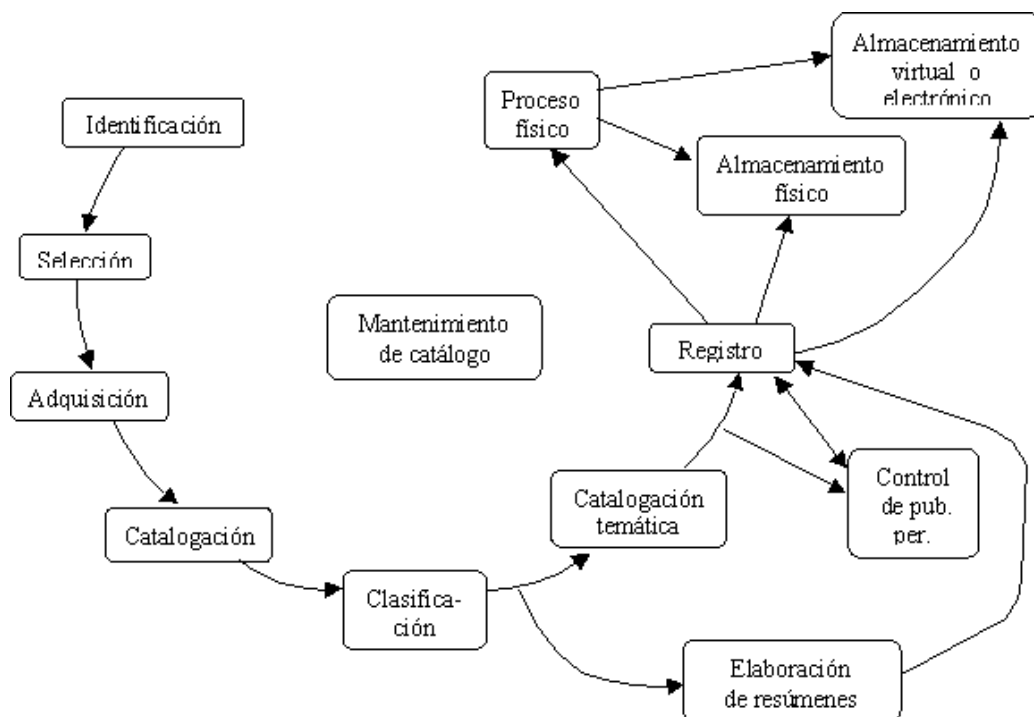 Almacenamiento
virtual o
electrónico
Proceso
físico
Identificación
Almacenamiento
físico
Selección
Mantenimiento
de catálogo
Registro
Adquisición
Catalogación
temática
Control
de pub.
per.
Catalogación
Clasifica-
ción
Elaboración
de resúmenes